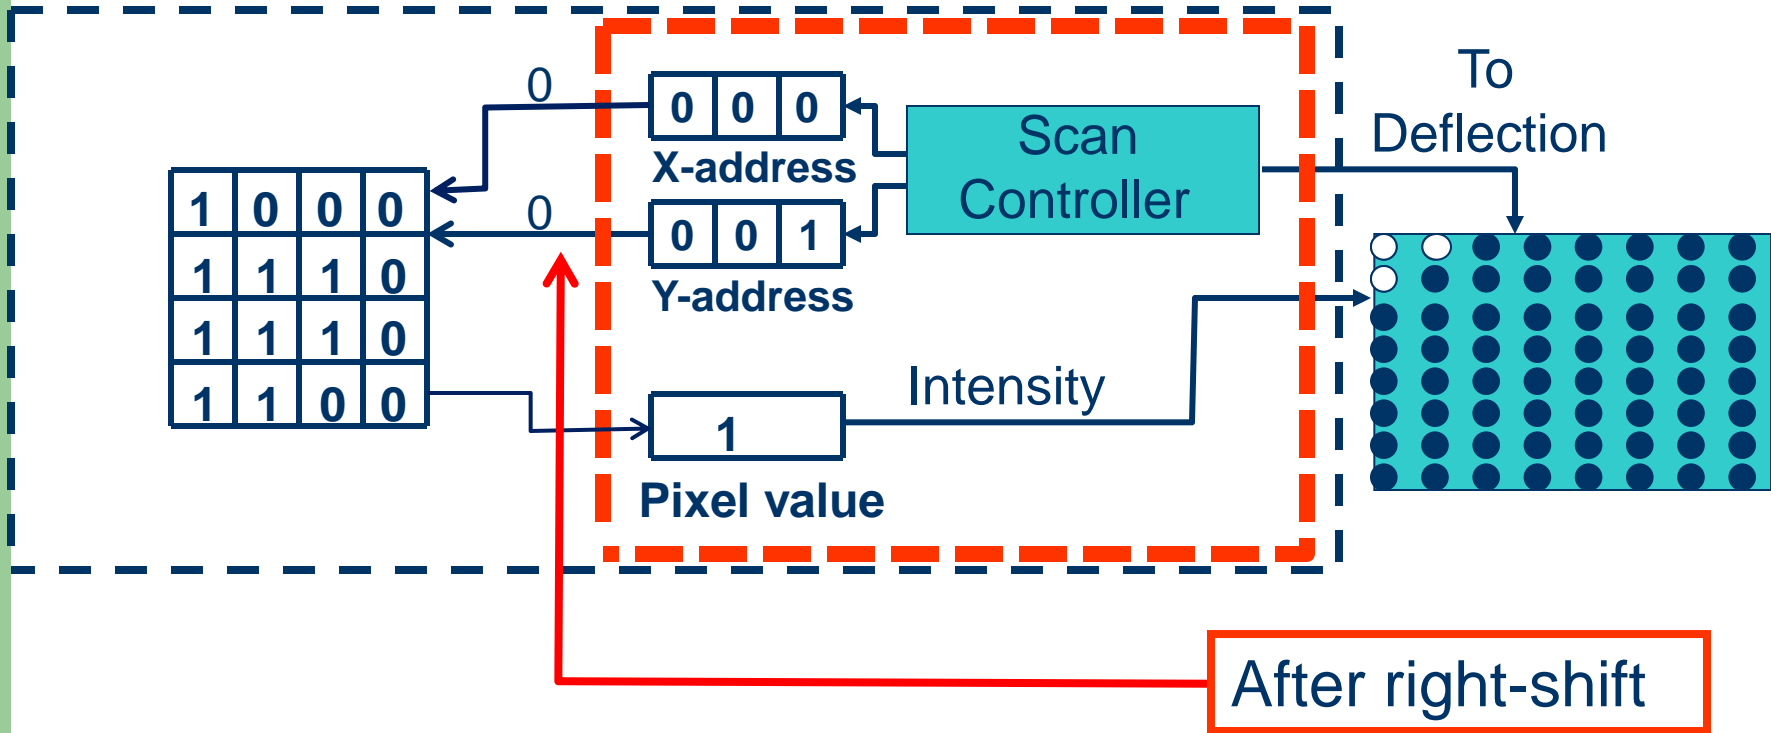 To
Deflection
0
0 0 0
X-address
Scan
Controller
1 0 0 0
0
0 0 1
Y-address
1 1 1 0
1 1 1 0
1 1 0 0
Intensity
1
Pixel value
After right-shift